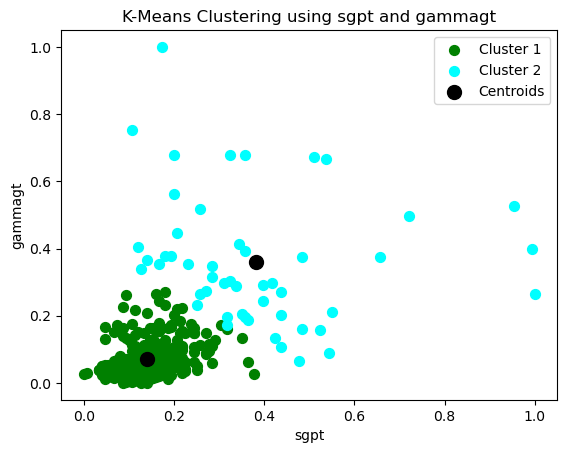 K-Means Clustering using sgpt and gammagt
Cluster 1
Cluster 2
Centroids
gammagt
1.0
0.8
0.6
0.4
0.2
0.0
0.0 0.2 0.4 0.6 0.8 1.0
sgpt